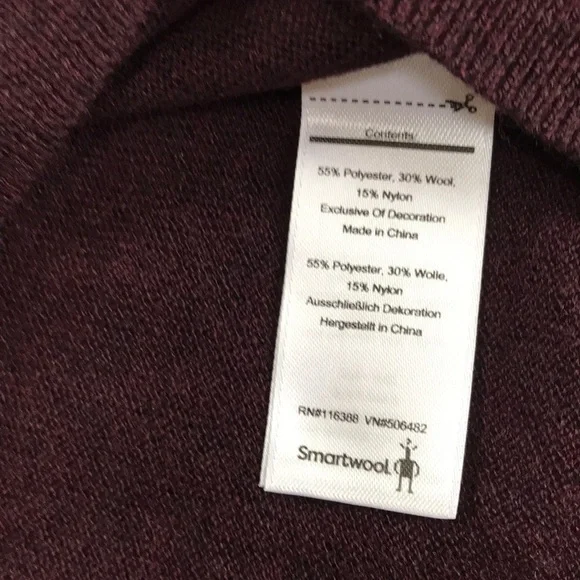 Contents:
55% Polyester, 30% Wool,
15% Nylon
Exclusive Of Decoration
Made in China
55% Polyester, 30% Wolle,
15% Nylon
Ausschließlich Dekoration
Hergestellt in China
RN#116388 VN#506482
Smartwool